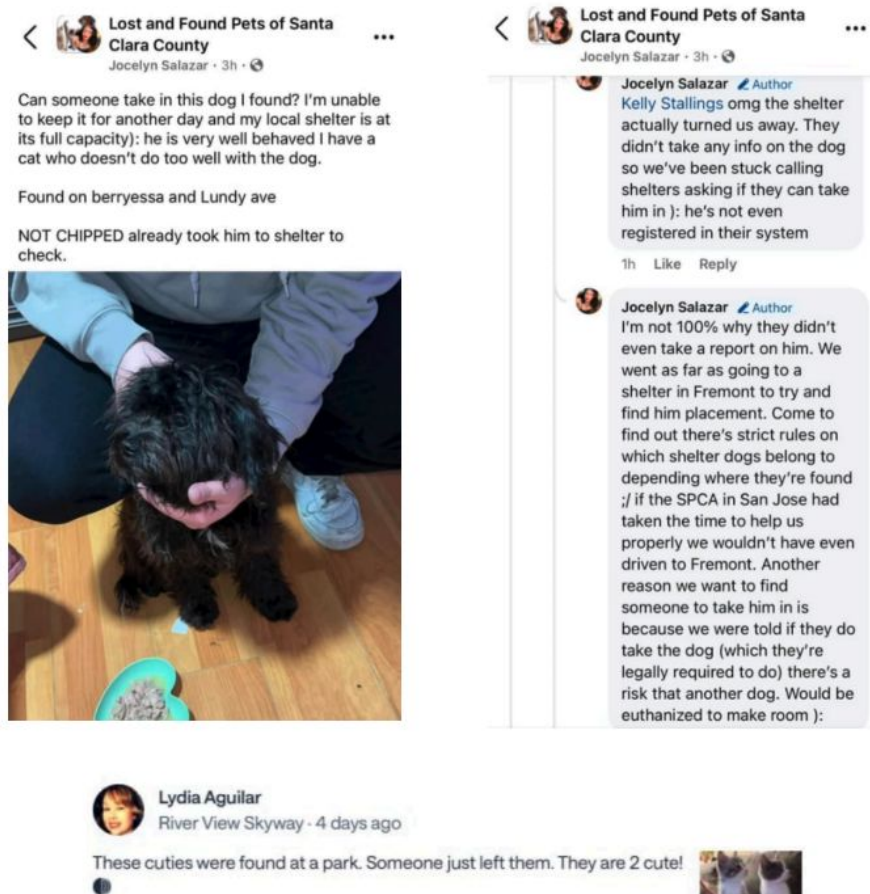 Lost and Found Pets of Santa
Clara County
Jocelyn Salazar · 3h ·
Can someone take in this dog I found? I'm unable
to keep it for another day and my local shelter is at
its full capacity): he is very well behaved I have a
cat who doesn't do too well with the dog.
Found on berryessa and Lundy ave
NOT CHIPPED already took him to shelter to
check.
Lost and Found Pets of Santa
Clara County
Jocelyn Salazar · 3h ·
Jocelyn Salazar Author
Kelly Stallings omg the shelter
actually turned us away. They
didn't take any info on the dog
so we've been stuck calling
shelters asking if they can take
him in ): he's not even
registered in their system
1h Like Reply
Jocelyn Salazar Author
I'm not 100% why they didn't
even take a report on him. We
went as far as going to a
shelter in Fremont to try and
find him placement. Come to
find out there's strict rules on
which shelter dogs belong to
depending where they're found
;/ if the SPCA in San Jose had
taken the time to help us
properly we wouldn't have even
driven to Fremont. Another
reason we want to find
someone to take him in is
because we were told if they do
take the dog (which they're
legally required to do) there's a
risk that another dog. Would be
euthanized to make room ):
Lydia Aguilar
River View Skyway · 4 days ago
These cuties were found at a park. Someone just left them. They are 2 cute!